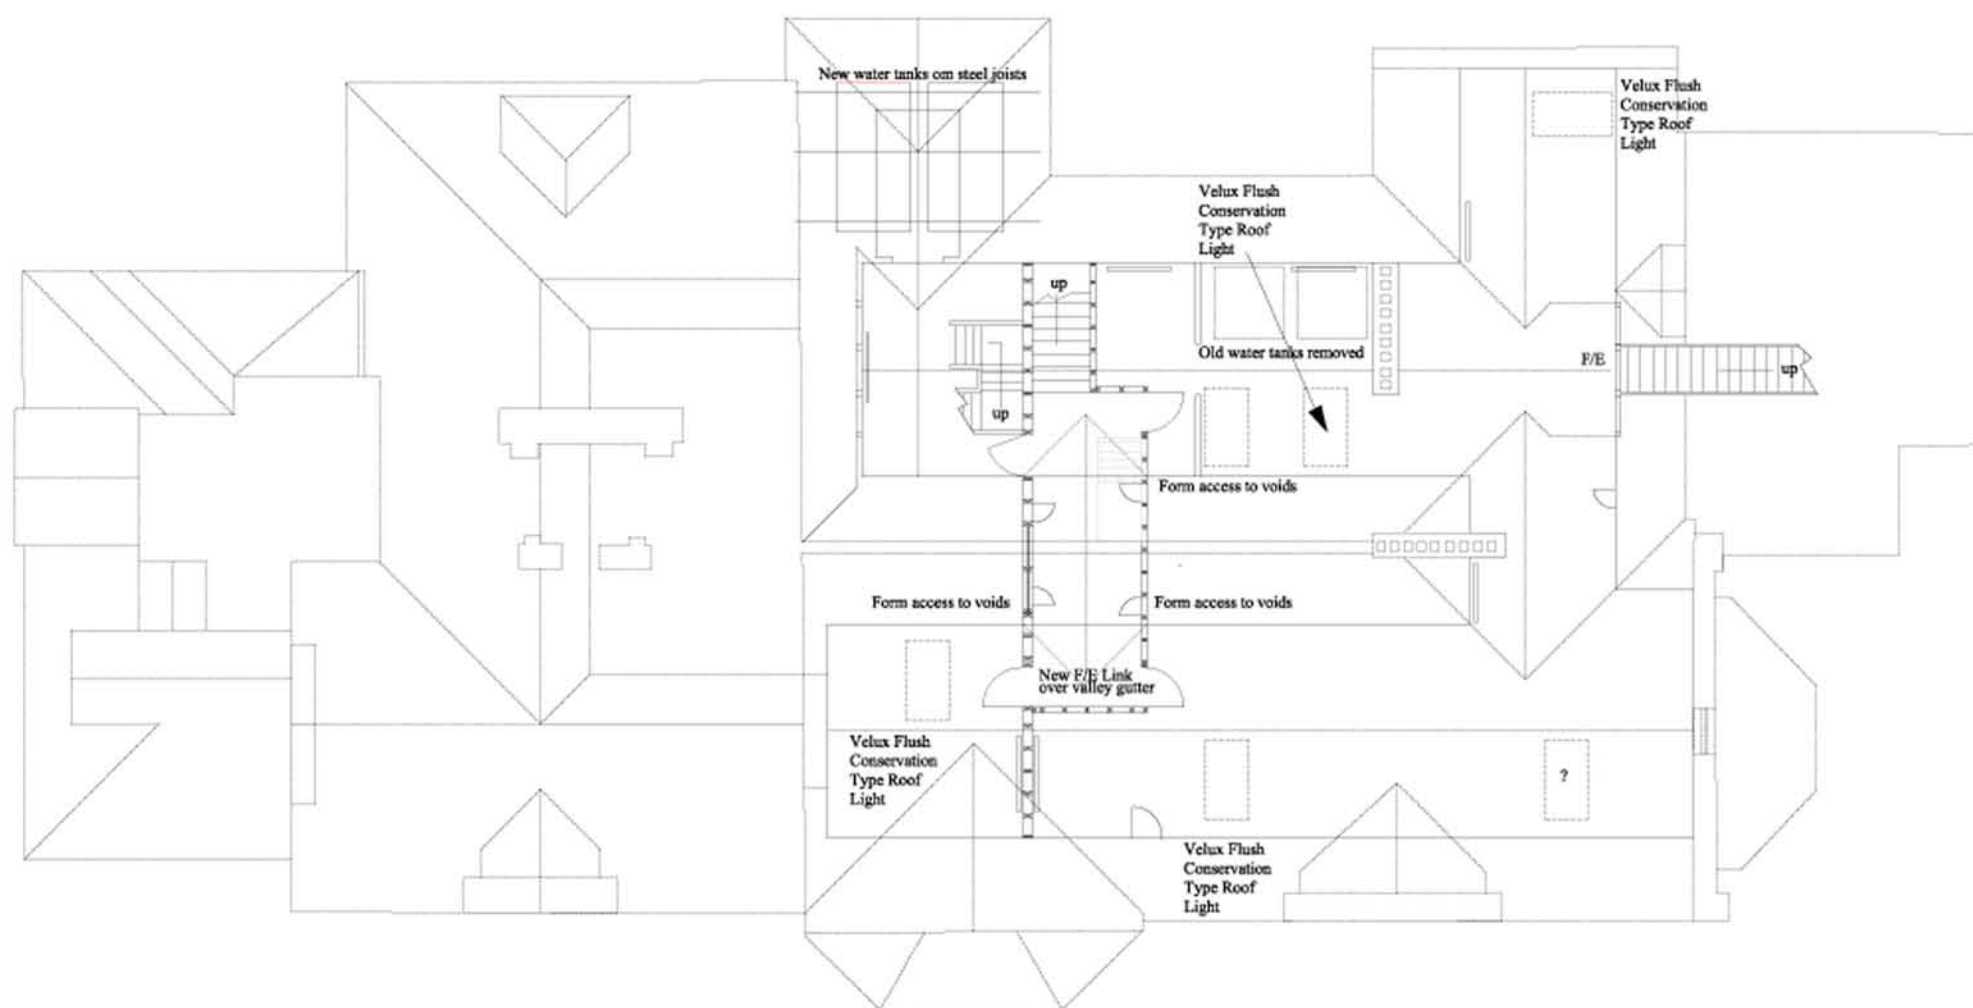 New water tanks om steel joists
Velux Flush
Conservation
Type Roof
Light
Velux Flush
Conservation
Type Roof
Light
up
Old water tanks removed
F/E
up
up
Form access to voids
Form access to voids
Form access to voids
New F/E Link
over valley gutter
Velux Flush
Conservation
Type Roof
Light
?
Velux Flush
Conservation
Type Roof
Light